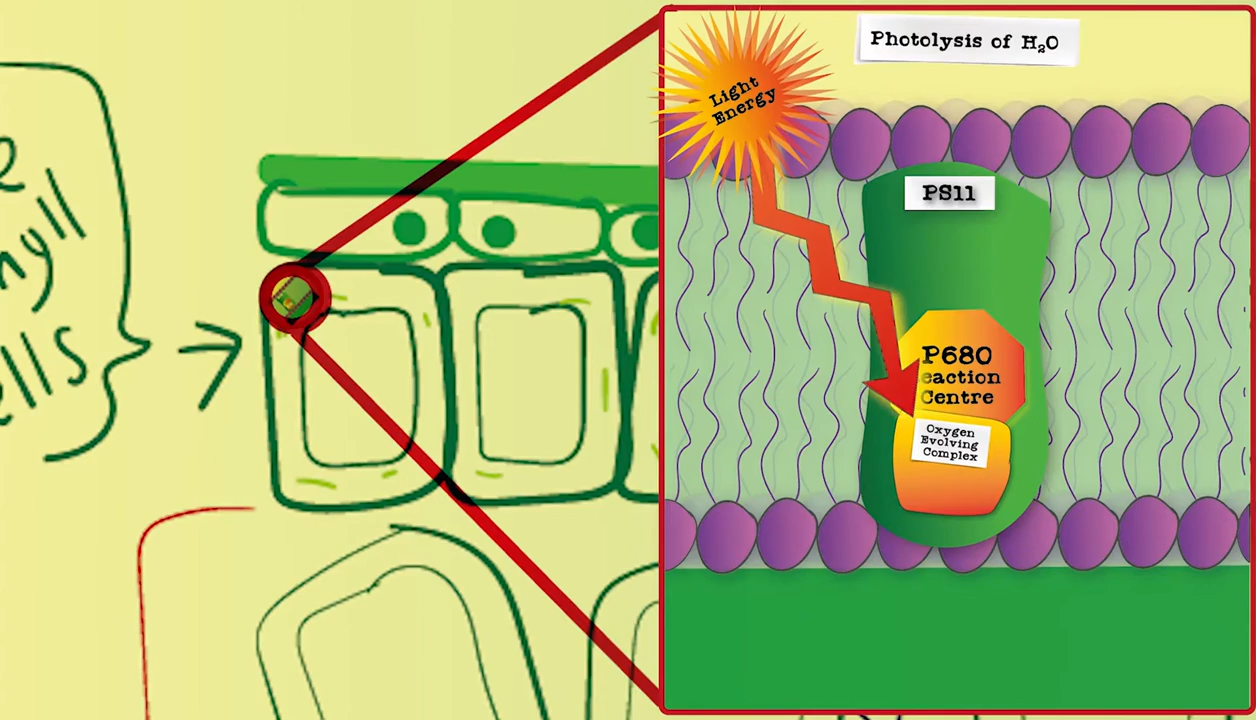 Photolysis of H₂O
Light
Energy
PS11
P680
eaction
Centre
Oxygen
Evolving
Complex